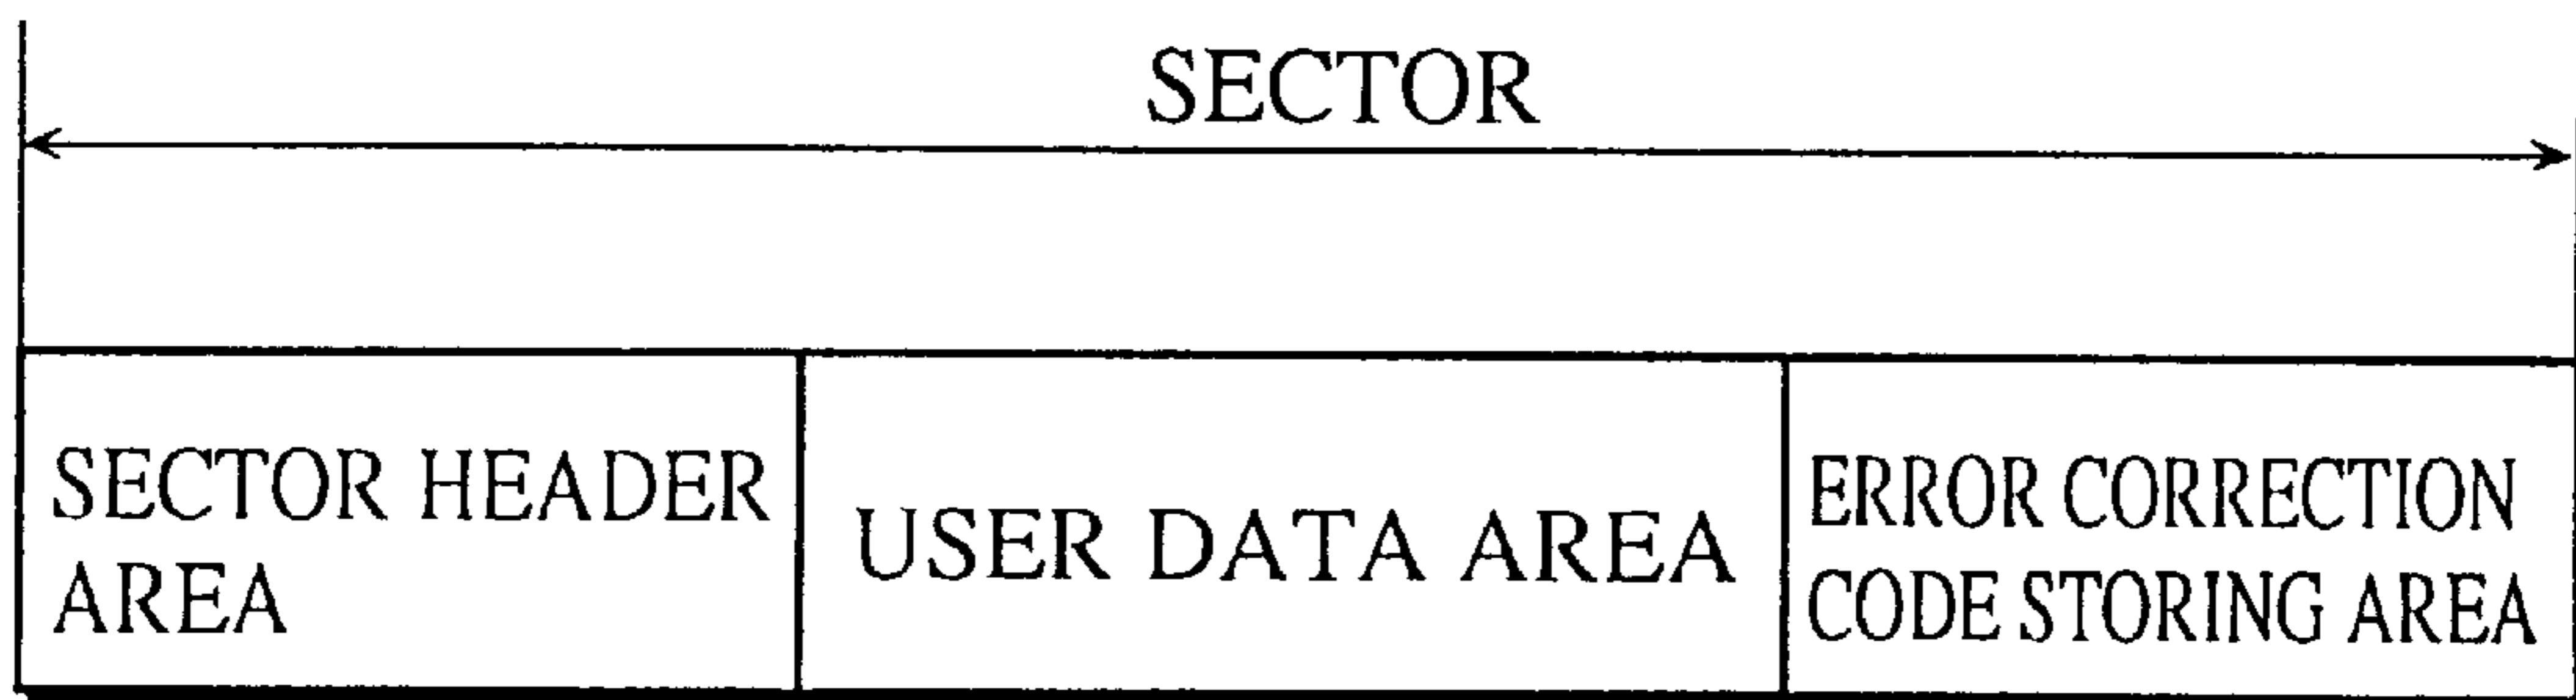 SECTOR
SECTOR HEADER
AREA
USER DATA AREA
ERROR CORRECTION
CODE STORING AREA